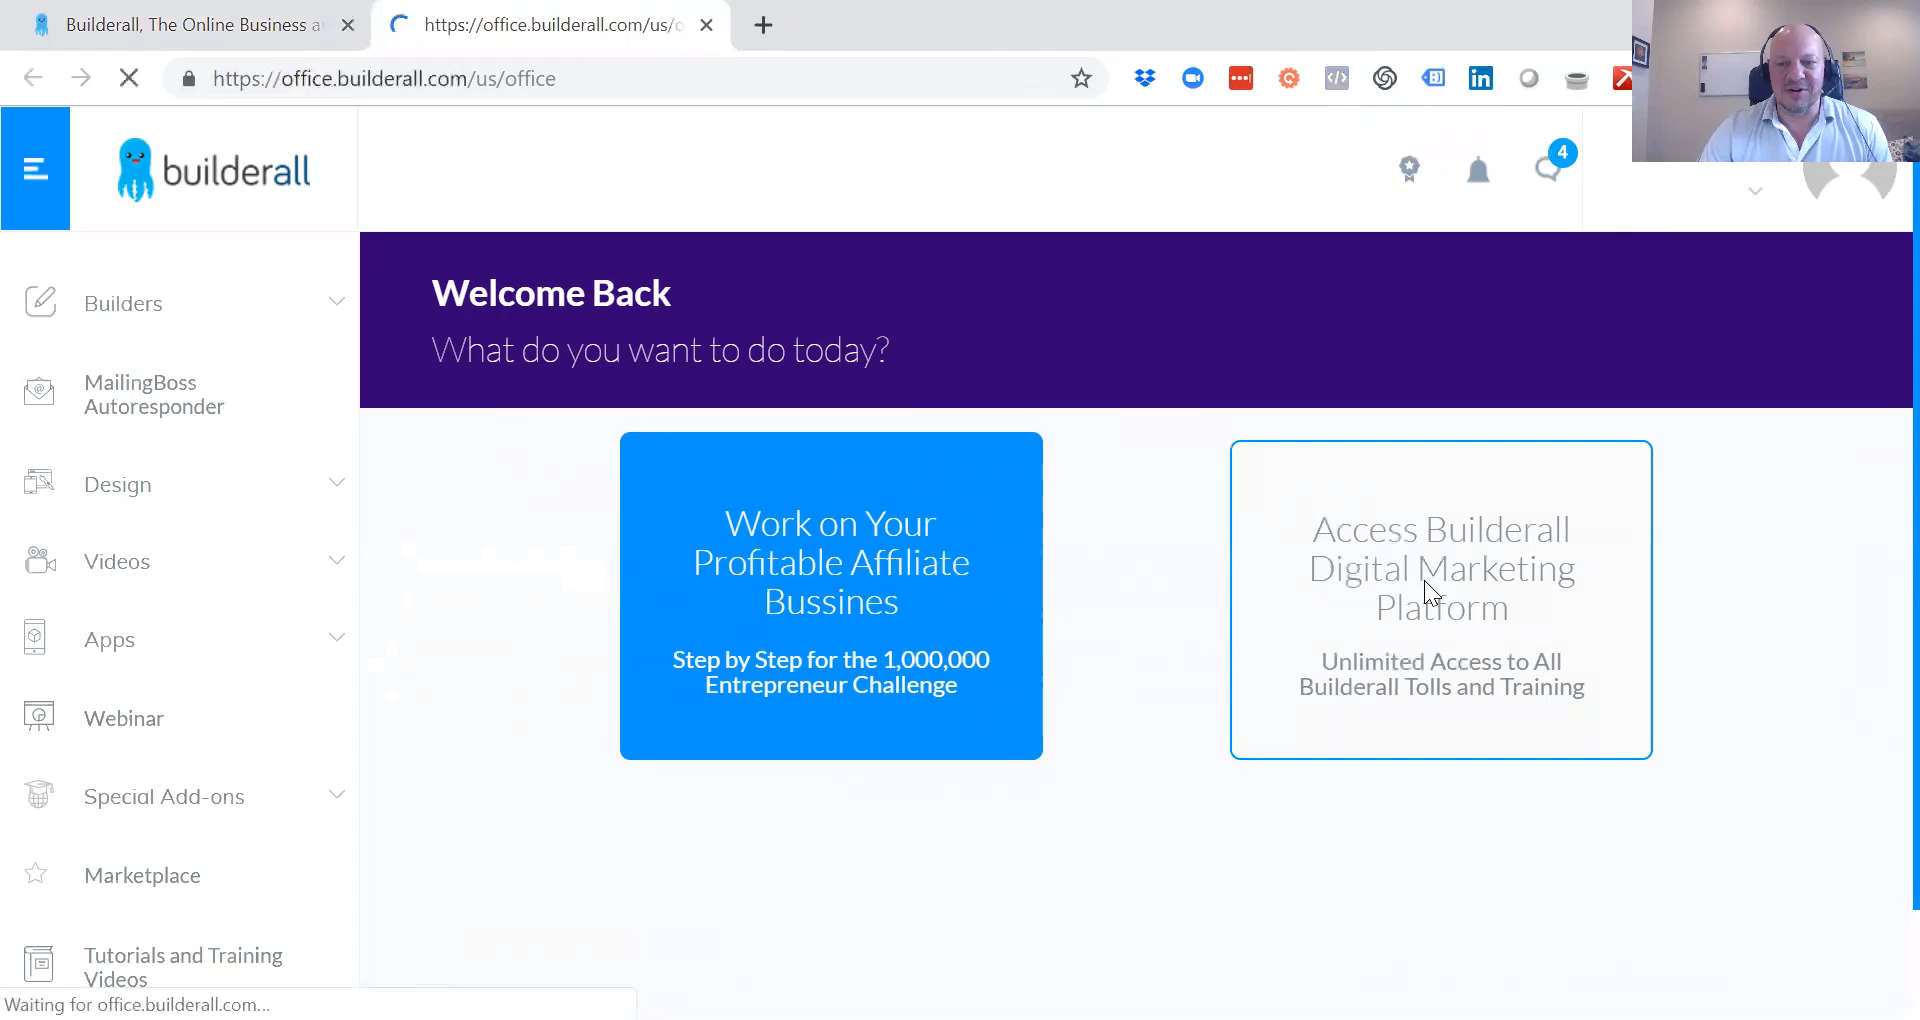 Builderall, The Online Business a
https://office.builderall.com/us/o
https://office.builderall.com/us/office
builderall
4
Welcome Back
What do you want to do today?
Builders
MailingBoss
Autoresponder
Design
Videos
Apps
Webinar
Special Add-ons
Marketplace
Tutorials and Training
Videos
Work on Your
Profitable Affiliate
Bussines
Step by Step for the 1,000,000
Entrepreneur Challenge
Access Builderall
Digital Marketing
Platform
Unlimited Access to All
Builderall Tolls and Training
Waiting for office.builderall.com...